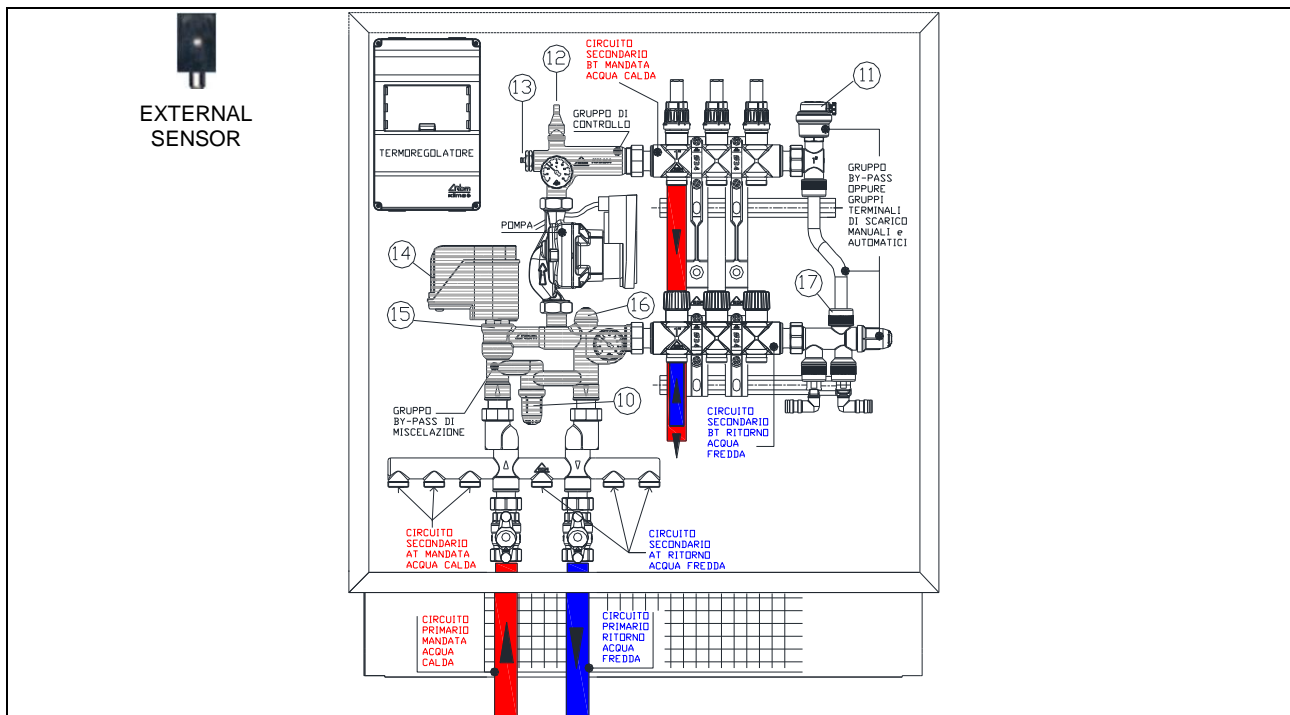 EXTERNAL
SENSOR
TERMOREGOLATORE
12
13
GRUPPO DI
CONTROLLO
CIRCUITO
SECONDARIO
BT MANDATA
ACQUA CALDA
11
GRUPPO
BY-PASS
OPPURE
GRUPPI
TERMINALI
DI SCARICO
MANUALI e
AUTOMATICI
POMPA
14
15
16
17
10
GRUPPO
BY-PASS DI
MISCELAZIONE
CIRCUITO
SECONDARIO
BT RITORNO
ACQUA
FREDDA
CIRCUITO
SECONDARIO
AT MANDATA
ACQUA CALDA
CIRCUITO
SECONDARIO
AT RITORNO
ACQUA FREDDA
CIRCUITO
PRIMARIO
MANDATA
ACQUA
CALDA
CIRCUITO
PRIMARIO
RITORNO
ACQUA
FREDDA